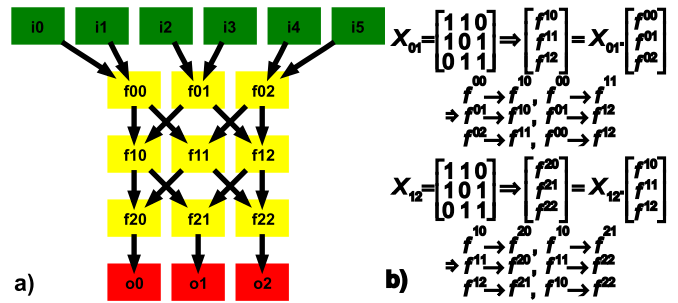 i0 i1 i2 i3 i4 i5
f00 f01 f02
f10 f11 f12
f20 f21 f22
o0 o1 o2
a)
X01=[1 1 0 ⇒ [f10 = X01· [f00
1 0 1 f11 f01
0 1 1] f12] f02]
f00→f10, f00→f11
⇒ f01→f10, f01→f12
f02→f11, f00→f12
X12=[1 1 0 ⇒ [f20 = X12· [f10
1 0 1 f21 f11
0 1 1] f22] f12]
f10→f20, f10→f21
⇒ f11→f20, f11→f22
f12→f21, f10→f22
b)